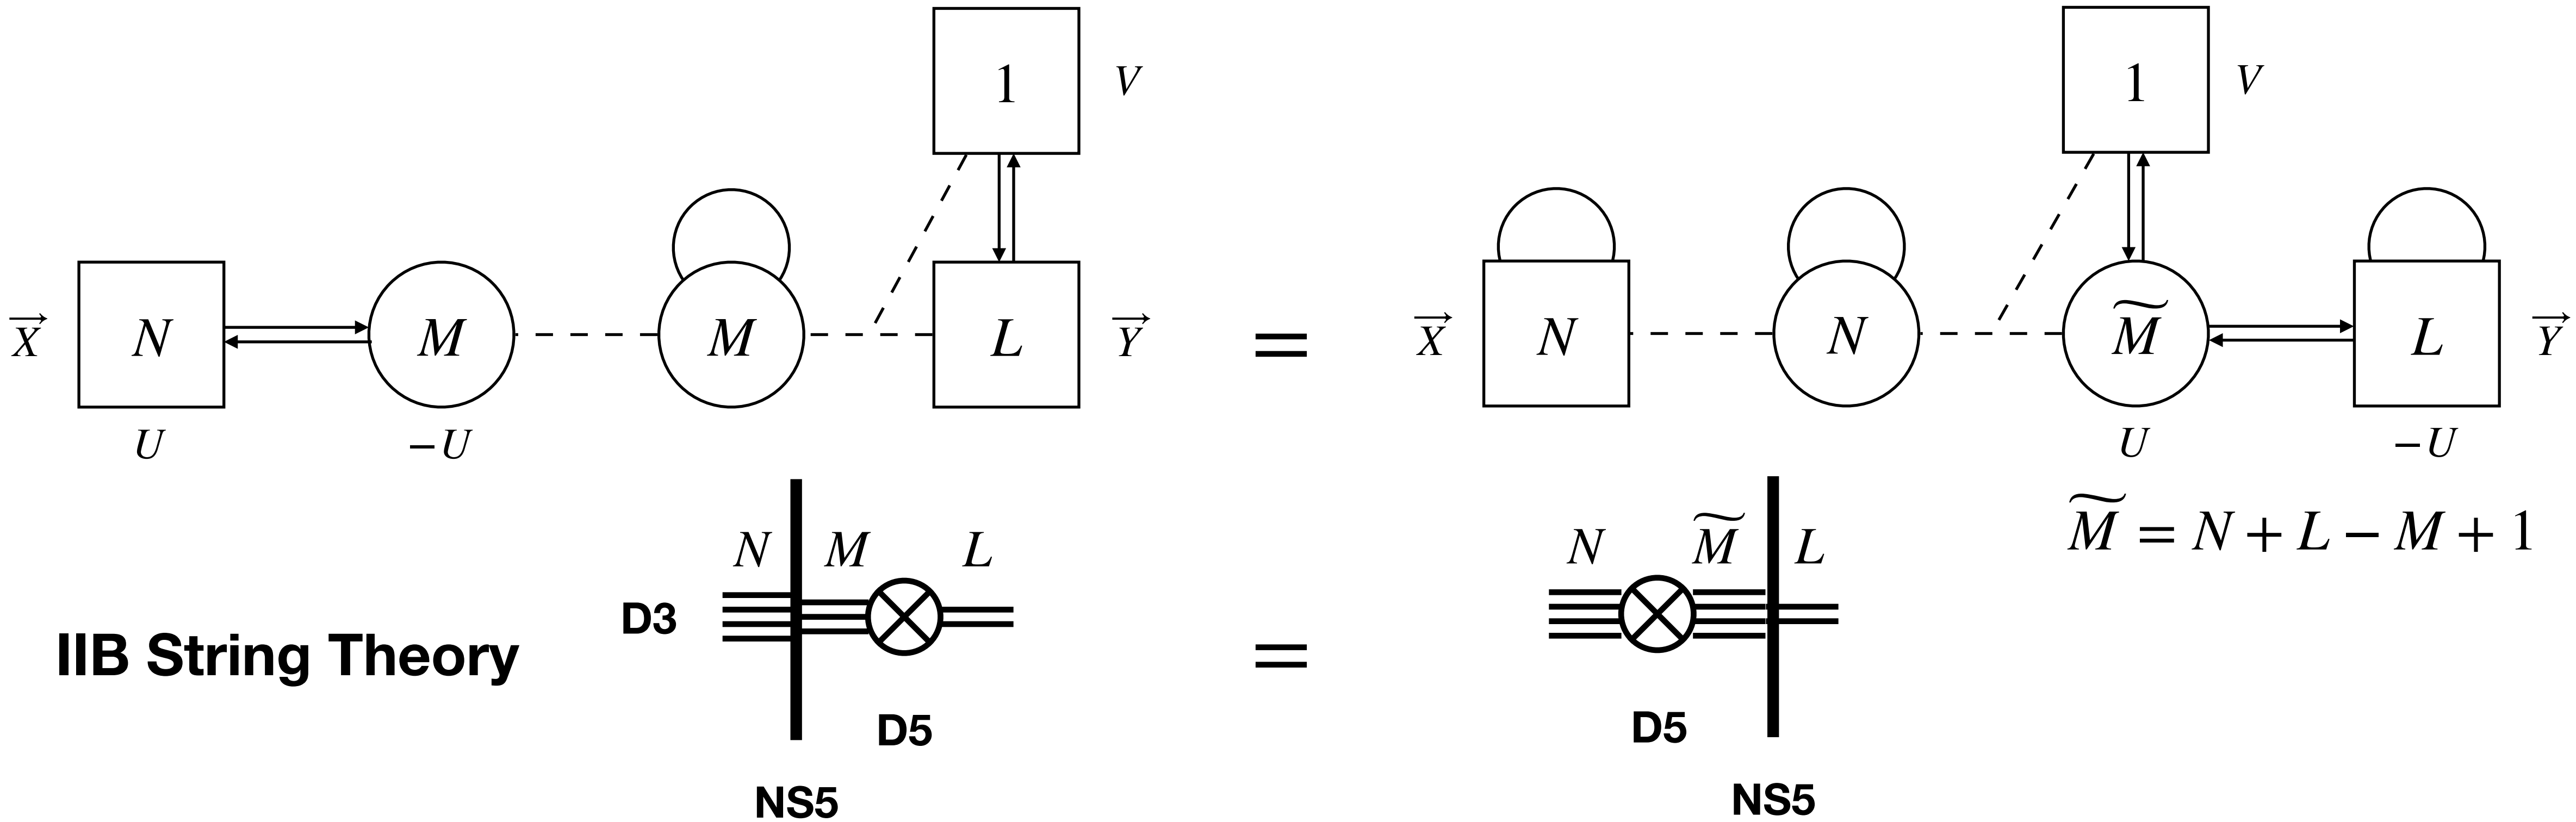 1 V 1 V
X N M M L Y = X N N M̃ L Y
U −U U −U
N M L N M̃ L M̃ = N + L − M + 1
D3
IIB String Theory =
D5 D5
NS5 NS5